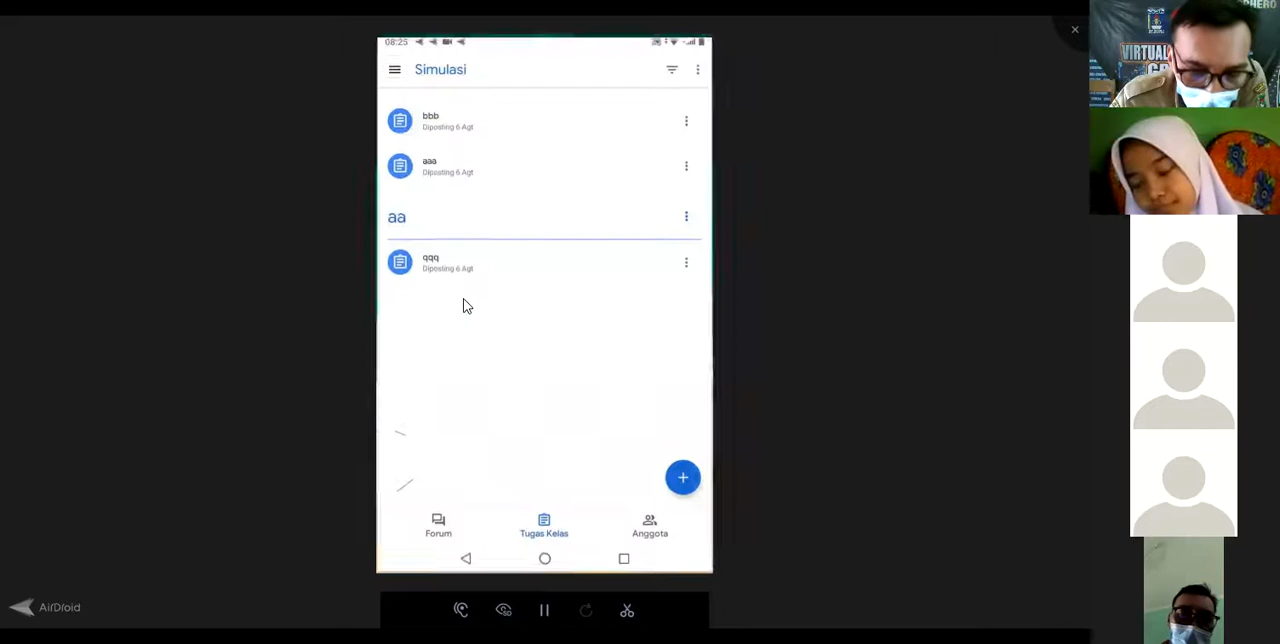 08:25
Simulasi
bbb
Diposting 6 Agt
aaa
Diposting 6 Agt
aa
qqq
Diposting 6 Agt
Forum
Tugas Kelas
Anggota
AirDroid
VIRTUAL